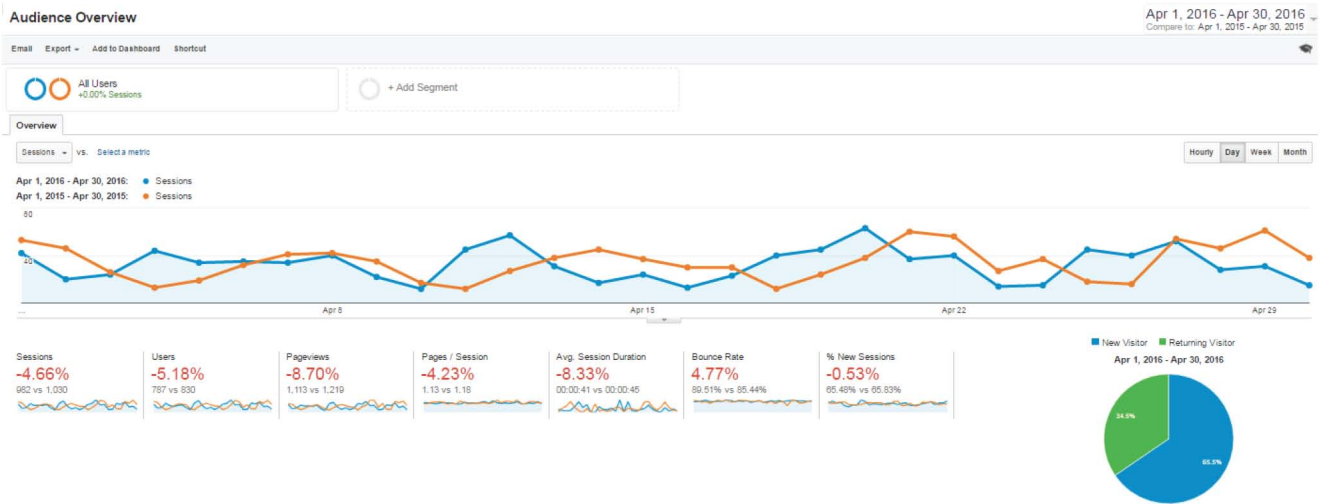 Audience Overview
Apr 1, 2016 - Apr 30, 2016
Compare to: Apr 1, 2015 - Apr 30, 2015
Email Export Add to Dashboard Shortcut
All Users
+0.00% Sessions
+ Add Segment
Overview
Sessions vs. Select a metric
Hourly Day Week Month
Apr 1, 2016 - Apr 30, 2016: Sessions
Apr 1, 2015 - Apr 30, 2015: Sessions
40
... Apr 8 Apr 15 Apr 22 Apr 29
New Visitor Returning Visitor
Apr 1, 2016 - Apr 30, 2016
Sessions Users Pageviews Pages / Session Avg. Session Duration Bounce Rate % New Sessions
-4.66% -5.18% -8.70% -4.23% -8.33% 4.77% -0.53%
982 vs 1,030 787 vs 830 1,113 vs 1,219 1.13 vs 1.18 00:00:41 vs 00:00:45 89.51% vs 85.44% 65.48% vs 65.83%
34.5%
65.5%